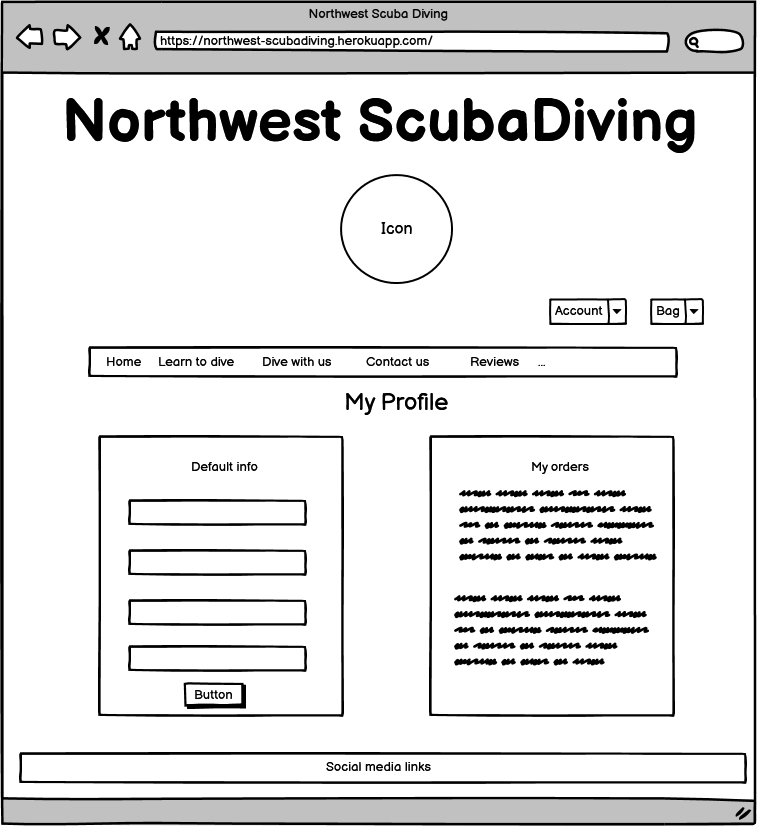 Northwest Scuba Diving
https://northwest-scubadiving.herokuapp.com/
Northwest ScubaDiving
Icon
Account Bag
Home Learn to dive Dive with us Contact us Reviews ...
My Profile
Default info
My orders
Button
Social media links